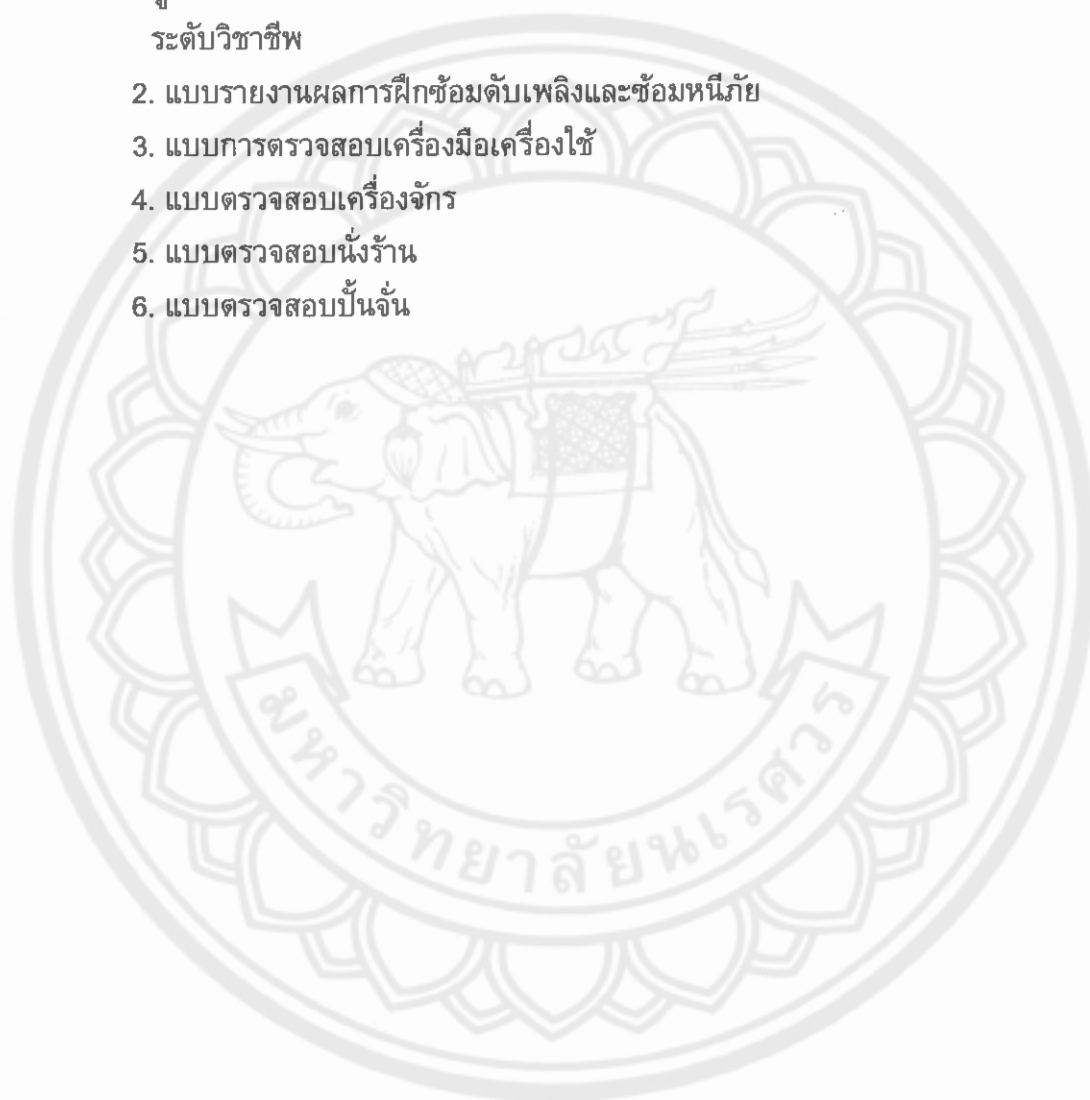 ระดับวิชาชีพ
2. แบบรายงานผลการฝึกซ้อมดับเพลิงและซ้อมหนีภัย
3. แบบการตรวจสอบเครื่องมือเครื่องใช้
4. แบบตรวจสอบเครื่องจักร
5. แบบตรวจสอบนั่งร้าน
6. แบบตรวจสอบปั้นจั่น
มหาวิทยาลัยนเรศวร